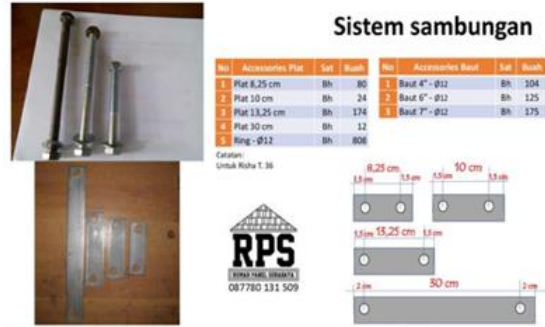 Sistem sambungan
No Accessories Plat Sat Buah
1 Plat 8,25 cm Bh 80
2 Plat 10 cm Bh 24
3 Plat 13,25 cm Bh 174
4 Plat 30 cm Bh 12
5 Ring - Ø12 Bh 808
Catatan:
Untuk Risha T. 36
No Accessories Baut Sat Buah
1 Baut 4" - Ø12 Bh 104
2 Baut 6" - Ø12 Bh 125
3 Baut 7" - Ø12 Bh 175
8,25 cm
1,5 cm 1,5 cm
10 cm
1,5 cm 1,5 cm
13,25 cm
1,5 cm 1,5 cm
30 cm
2 cm 2 cm
RPS
RUMAH PANEL SURABAYA
087780 131 509